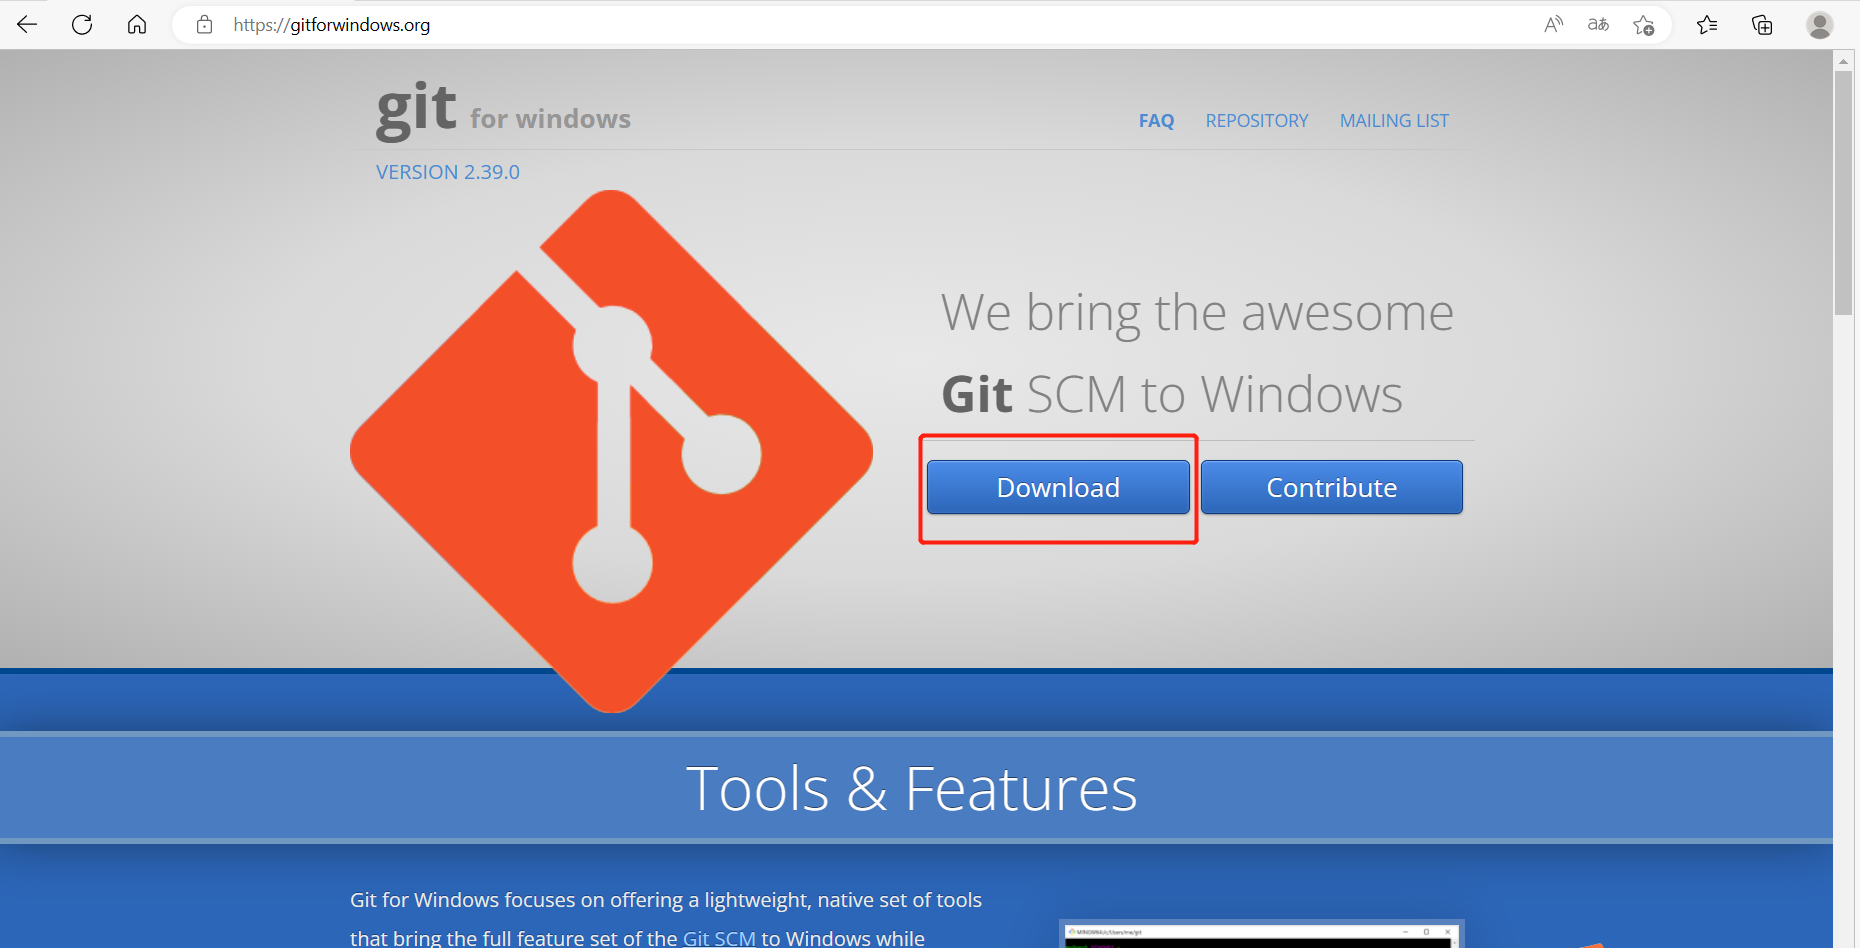 https://gitforwindows.org
git for windows
FAQ REPOSITORY MAILING LIST
VERSION 2.39.0
We bring the awesome
Git SCM to Windows
Download Contribute
Tools & Features
Git for Windows focuses on offering a lightweight, native set of tools
that bring the full feature set of the Git SCM to Windows while